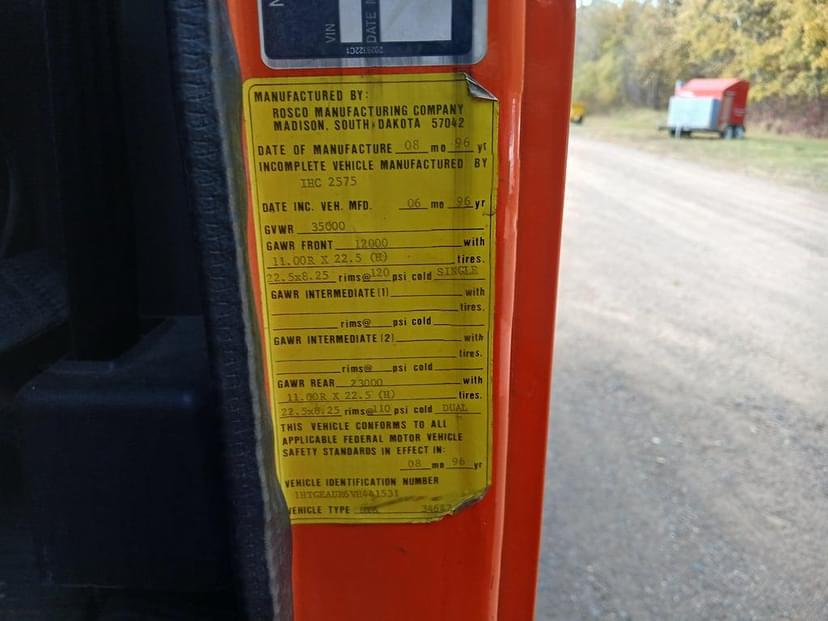 VIN
DATE
2029322C1
MANUFACTURED BY:
ROSCO MANUFACTURING COMPANY
MADISON, SOUTH DAKOTA 57042
DATE OF MANUFACTURE 08 mo 96 yr
INCOMPLETE VEHICLE MANUFACTURED BY
IHC 2575
DATE INC. VEH. MFD. 06 mo 96 yr
GVWR 35000
GAWR FRONT 12000 with
11.00R X 22.5 (H) tires.
22.5x8.25 rims@ 120 psi cold SINGLE
GAWR INTERMEDIATE (1) with
tires.
rims@ psi cold
GAWR INTERMEDIATE (2) with
tires.
rims@ psi cold
GAWR REAR 23000 with
11.00R X 22.5 (H) tires.
22.5x8.25 rims@ 110 psi cold DUAL
THIS VEHICLE CONFORMS TO ALL
APPLICABLE FEDERAL MOTOR VEHICLE
SAFETY STANDARDS IN EFFECT IN:
08 mo 96 yr
VEHICLE IDENTIFICATION NUMBER
VEHICLE TYPE